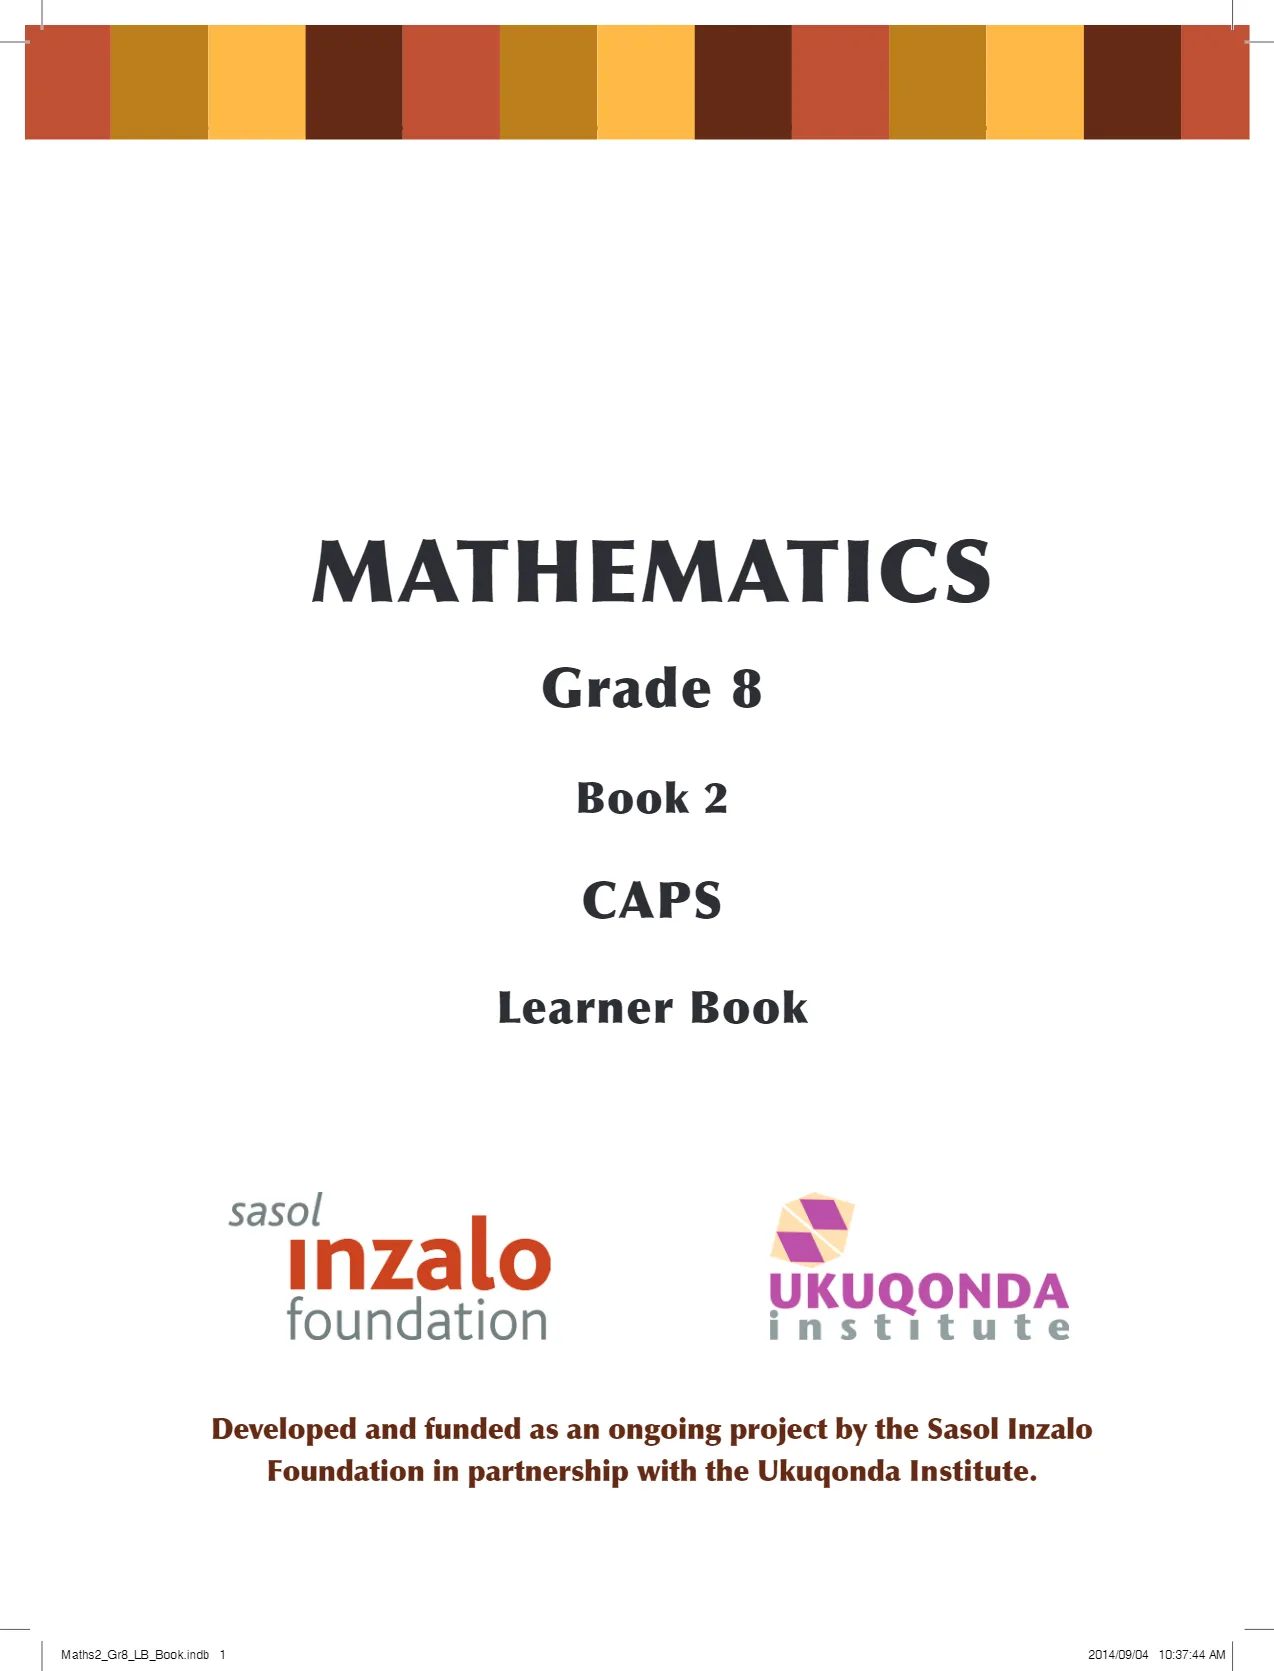 MATHEMATICS
Grade 8
Book 2
CAPS
Learner Book
sasol
inzalo
foundation
UKUQONDA
institute
Developed and funded as an ongoing project by the Sasol Inzalo
Foundation in partnership with the Ukuqonda Institute.
Maths2_Gr8_LB_Book.indb 1
2014/09/04 10:37:44 AM